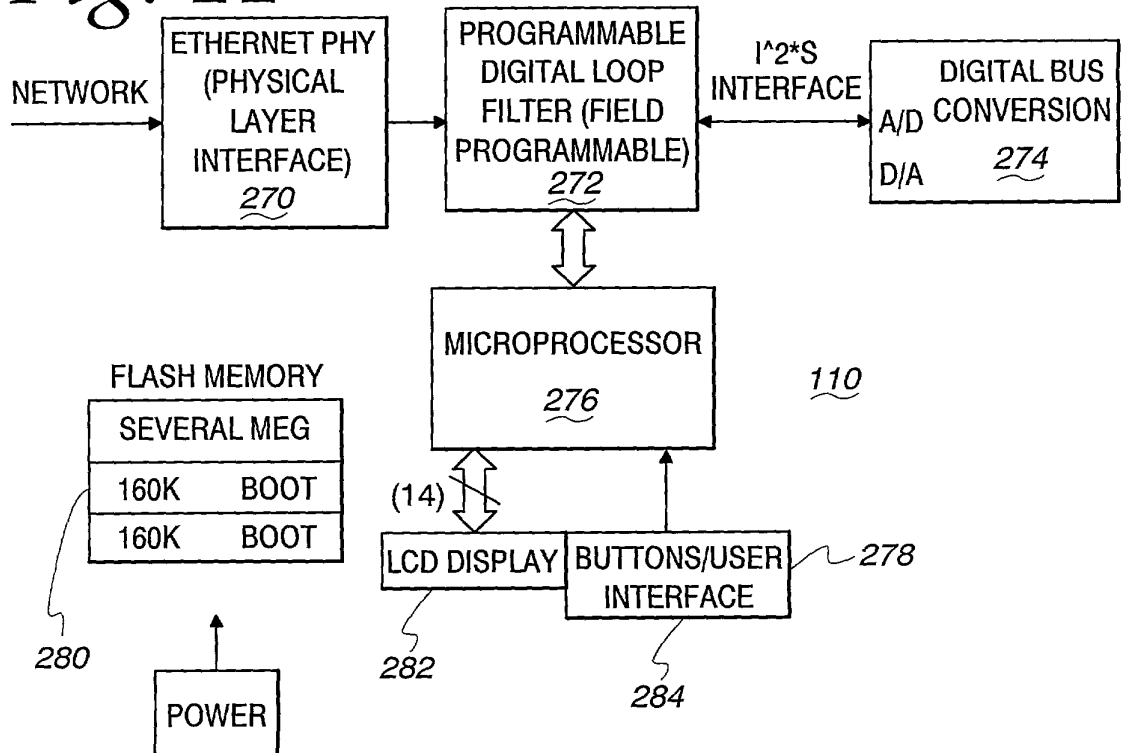 ETHERNET PHY
(PHYSICAL
LAYER
INTERFACE)
270
NETWORK
PROGRAMMABLE
DIGITAL LOOP
FILTER (FIELD
PROGRAMMABLE)
272
I^2*S
INTERFACE
DIGITAL BUS
CONVERSION
A/D
D/A
274
MICROPROCESSOR
276
110
FLASH MEMORY
SEVERAL MEG
160K BOOT
160K BOOT
280
(14)
LCD DISPLAY
282
BUTTONS/USER
INTERFACE
278
284
POWER